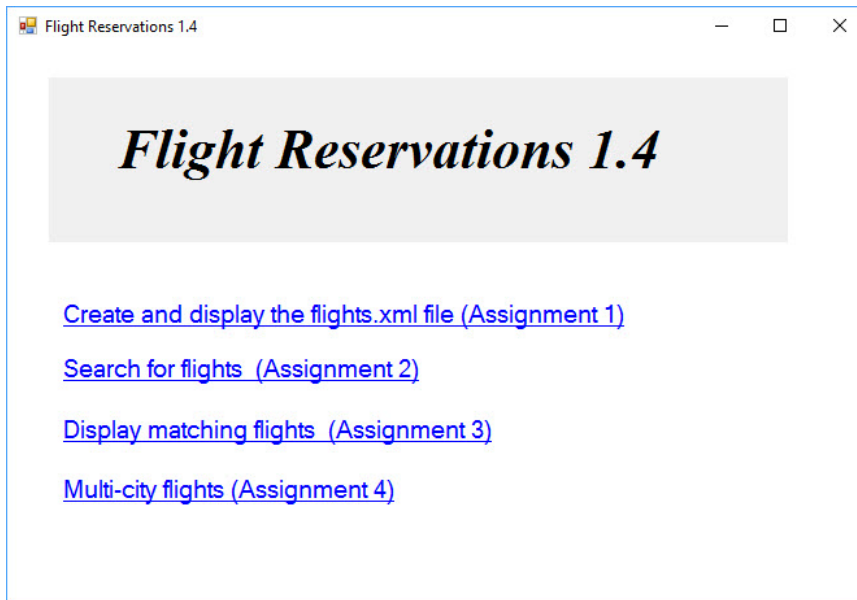 Flight Reservations 1.4
Flight Reservations 1.4
Create and display the flights.xml file (Assignment 1)
Search for flights  (Assignment 2)
Display matching flights  (Assignment 3)
Multi-city flights (Assignment 4)